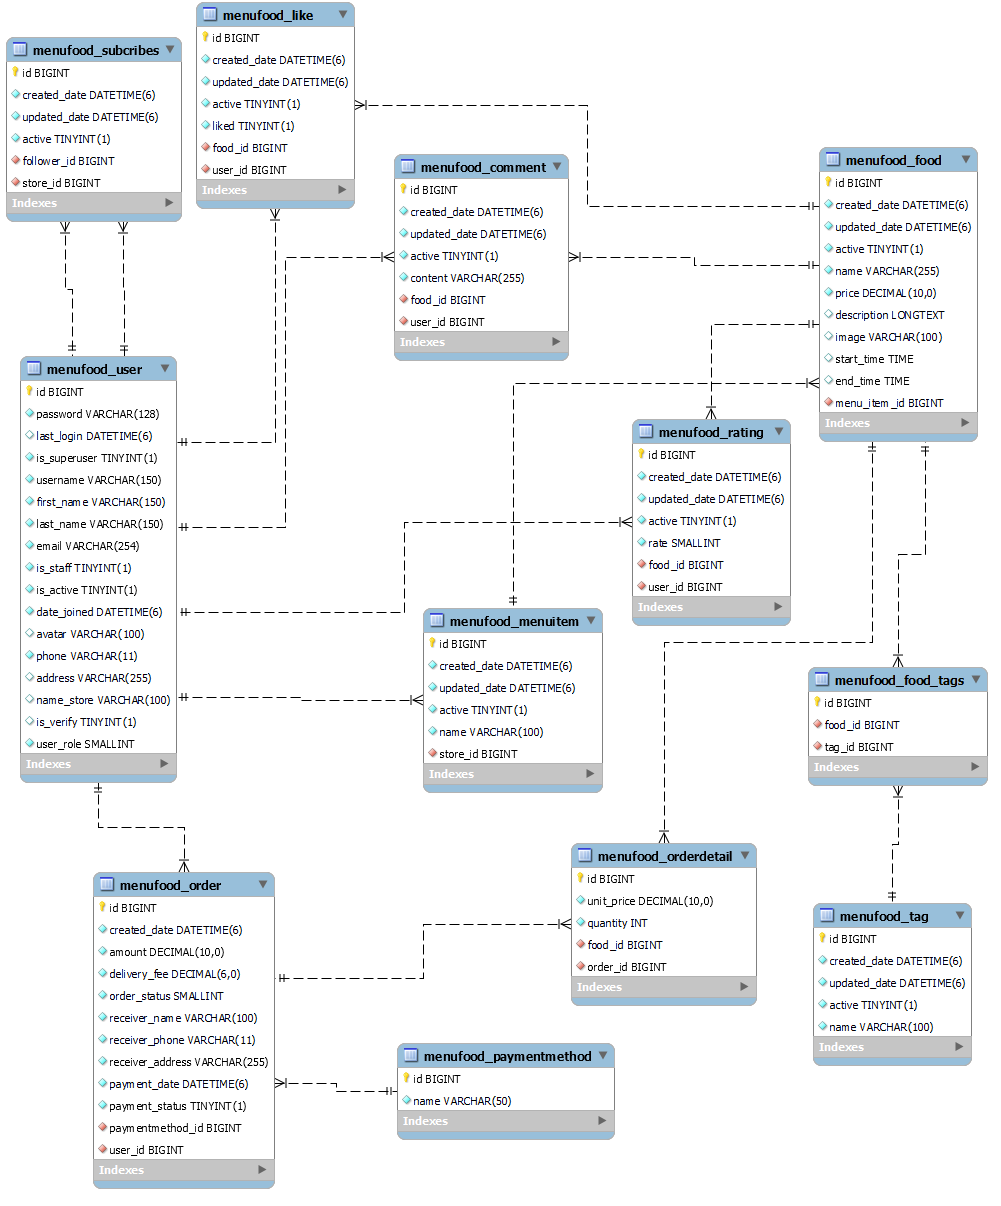 menufood_subcribes
id BIGINT
created_date DATETIME(6)
updated_date DATETIME(6)
active TINYINT(1)
follower_id BIGINT
store_id BIGINT
Indexes
menufood_like
id BIGINT
created_date DATETIME(6)
updated_date DATETIME(6)
active TINYINT(1)
liked TINYINT(1)
food_id BIGINT
user_id BIGINT
Indexes
menufood_comment
id BIGINT
created_date DATETIME(6)
updated_date DATETIME(6)
active TINYINT(1)
content VARCHAR(255)
food_id BIGINT
user_id BIGINT
Indexes
menufood_food
id BIGINT
created_date DATETIME(6)
updated_date DATETIME(6)
active TINYINT(1)
name VARCHAR(255)
price DECIMAL(10,0)
description LONGTEXT
image VARCHAR(100)
start_time TIME
end_time TIME
menu_item_id BIGINT
Indexes
menufood_user
id BIGINT
password VARCHAR(128)
last_login DATETIME(6)
is_superuser TINYINT(1)
username VARCHAR(150)
first_name VARCHAR(150)
last_name VARCHAR(150)
email VARCHAR(254)
is_staff TINYINT(1)
is_active TINYINT(1)
date_joined DATETIME(6)
avatar VARCHAR(100)
phone VARCHAR(11)
address VARCHAR(255)
name_store VARCHAR(100)
is_verify TINYINT(1)
user_role SMALLINT
Indexes
menufood_rating
id BIGINT
created_date DATETIME(6)
updated_date DATETIME(6)
active TINYINT(1)
rate SMALLINT
food_id BIGINT
user_id BIGINT
Indexes
menufood_menuitem
id BIGINT
created_date DATETIME(6)
updated_date DATETIME(6)
active TINYINT(1)
name VARCHAR(100)
store_id BIGINT
Indexes
menufood_food_tags
id BIGINT
food_id BIGINT
tag_id BIGINT
Indexes
menufood_order
id BIGINT
created_date DATETIME(6)
amount DECIMAL(10,0)
delivery_fee DECIMAL(6,0)
order_status SMALLINT
receiver_name VARCHAR(100)
receiver_phone VARCHAR(11)
receiver_address VARCHAR(255)
payment_date DATETIME(6)
payment_status TINYINT(1)
paymentmethod_id BIGINT
user_id BIGINT
Indexes
menufood_orderdetail
id BIGINT
unit_price DECIMAL(10,0)
quantity INT
food_id BIGINT
order_id BIGINT
Indexes
menufood_tag
id BIGINT
created_date DATETIME(6)
updated_date DATETIME(6)
active TINYINT(1)
name VARCHAR(100)
Indexes
menufood_paymentmethod
id BIGINT
name VARCHAR(50)
Indexes